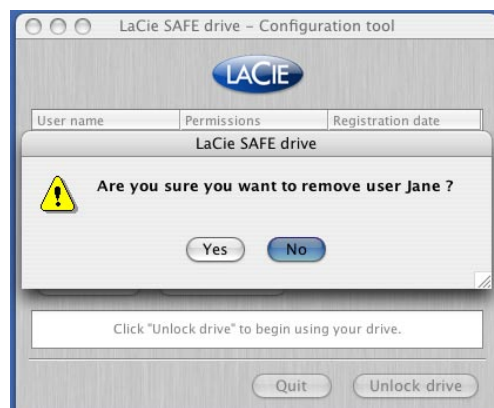 LaCie SAFE drive – Configuration tool
LACIE
User name Permissions Registration date
LaCie SAFE drive
Are you sure you want to remove user Jane ?
Yes No
Click "Unlock drive" to begin using your drive.
Quit Unlock drive